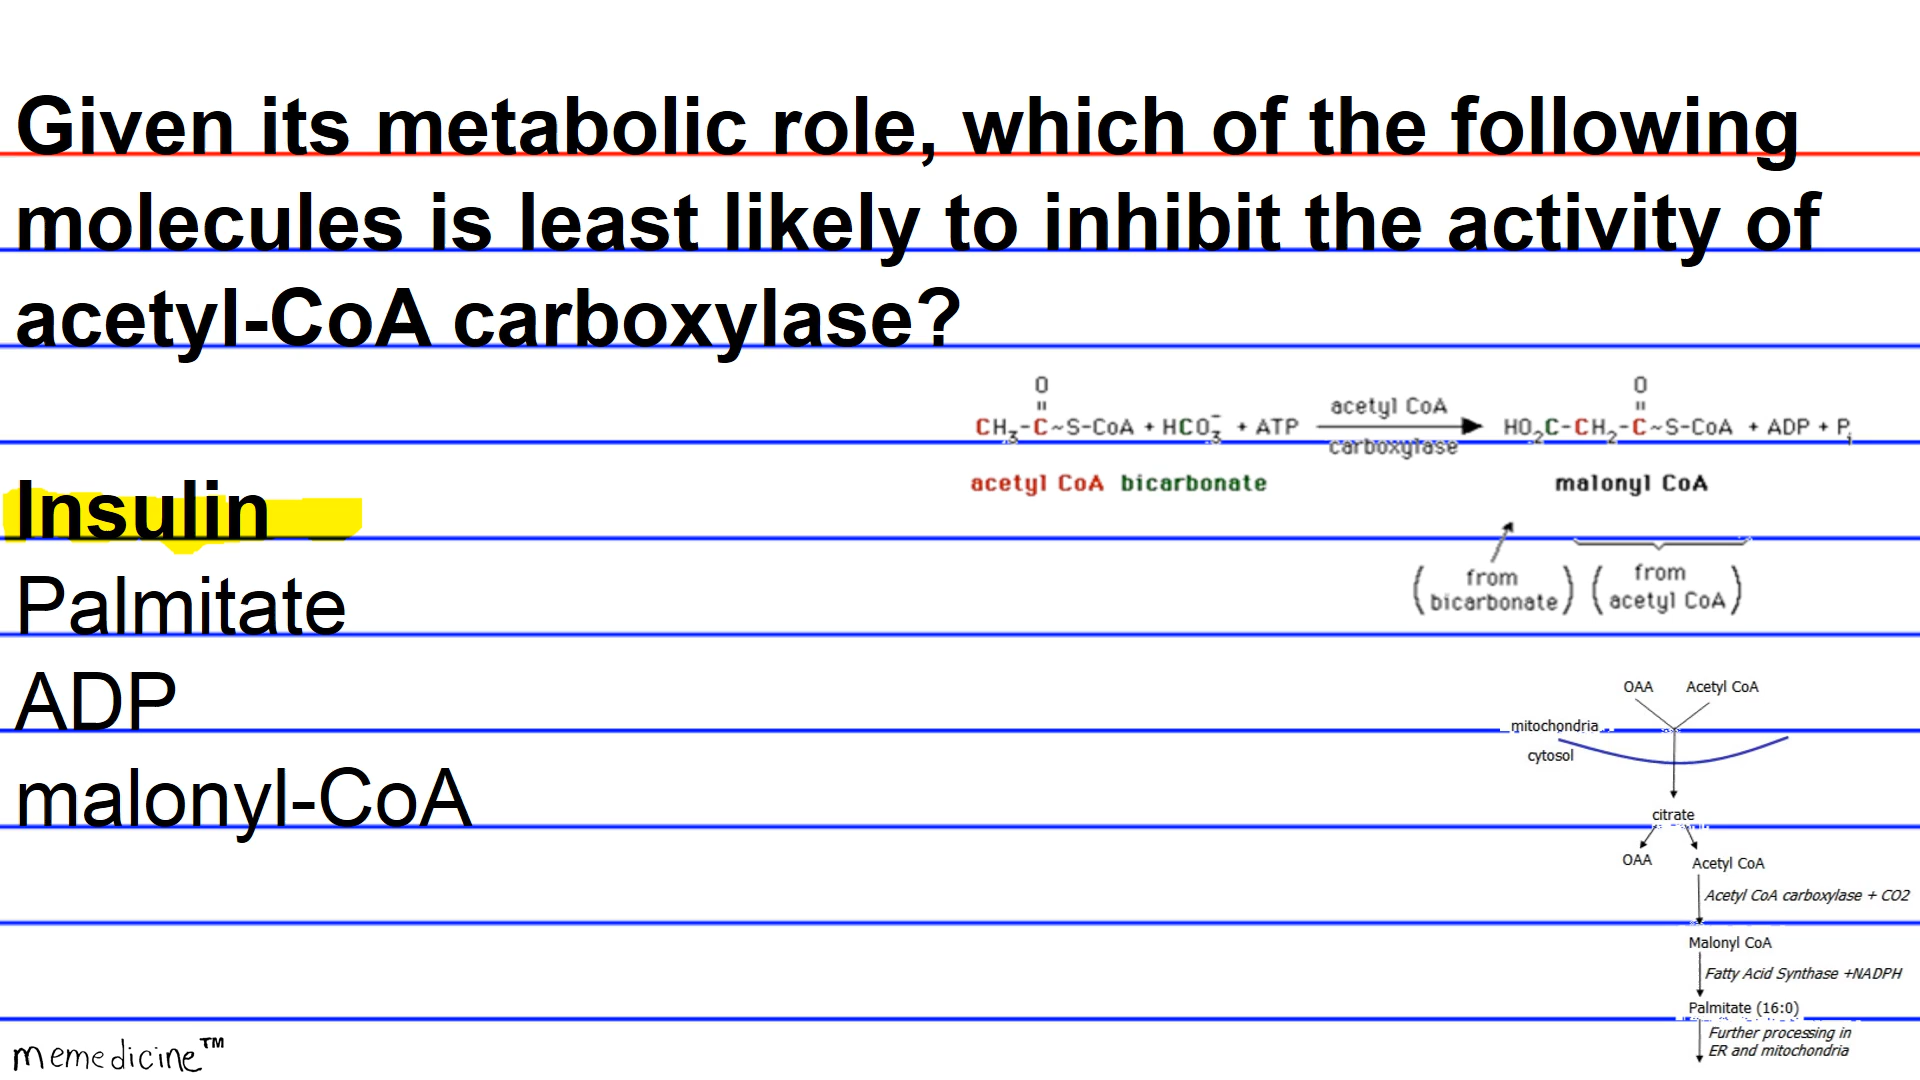 Given its metabolic role, which of the following
molecules is least likely to inhibit the activity of
acetyl-CoA carboxylase?
O O
॥ ॥
CH3-C~S-CoA + HCO3- + ATP acetyl CoA carboxylase HO2C-CH2-C~S-CoA + ADP + Pi
acetyl CoA bicarbonate malonyl CoA
Insulin
(from bicarbonate) (from acetyl CoA)
Palmitate
ADP
malonyl-CoA
OAA Acetyl CoA
mitochondria
cytosol
citrate
OAA Acetyl CoA
Acetyl CoA carboxylase + CO2
Malonyl CoA
Fatty Acid Synthase +NADPH
Palmitate (16:0)
Further processing in
ER and mitochondria
memedicine™